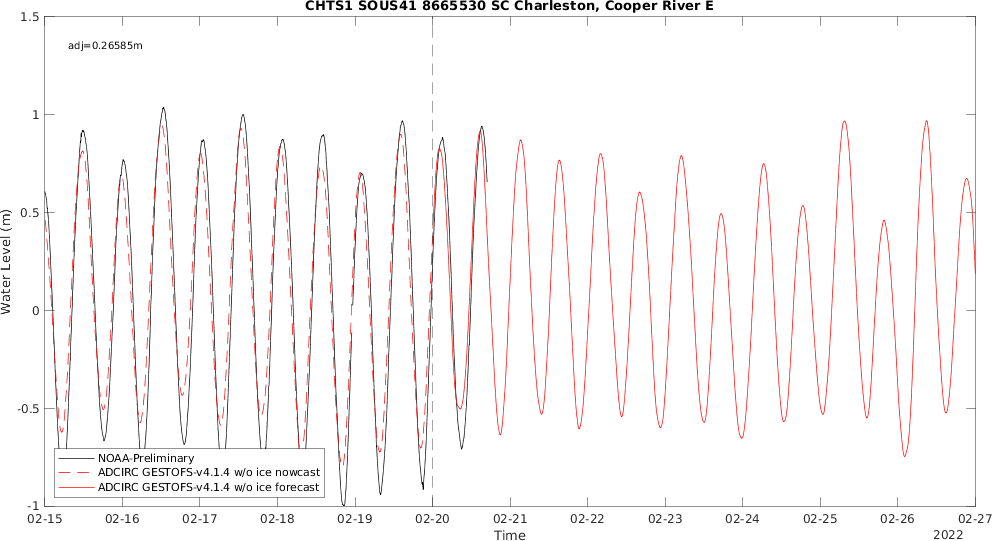 CHTS1 SOUS41 8665530 SC Charleston, Cooper River E
1.5
adj=0.26585m
1
0.5
Water Level (m)
0
-0.5
NOAA-Preliminary
ADCIRC GESTOFS-v4.1.4 w/o ice nowcast
ADCIRC GESTOFS-v4.1.4 w/o ice forecast
-1
02-15 02-16 02-17 02-18 02-19 02-20 02-21 02-22 02-23 02-24 02-25 02-26 02-27
Time
2022